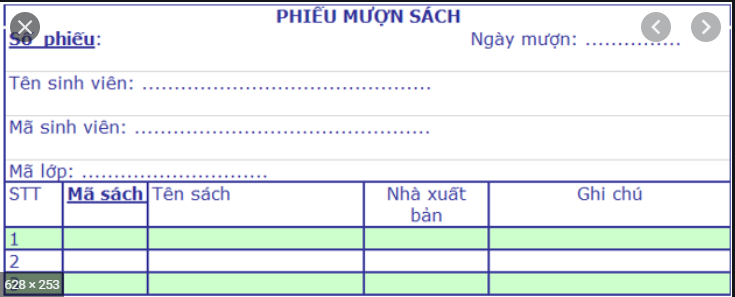 PHIẾU MƯỢN SÁCH
Số phiếu:
Ngày mượn: ...............
Tên sinh viên: .............................................
Mã sinh viên: ..............................................
Mã lớp: .............................
STT Mã sách Tên sách Nhà xuất bản Ghi chú
1
2
628 × 253